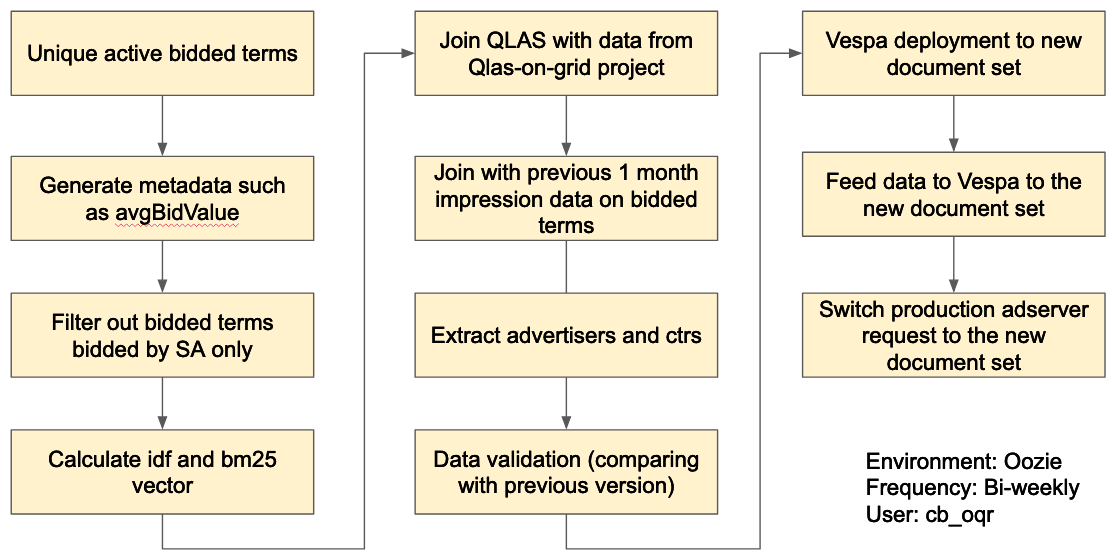 Unique active bidded terms
Generate metadata such
as avgBidValue
Filter out bidded terms
bidded by SA only
Calculate idf and bm25
vector
Join QLAS with data from
Qlas-on-grid project
Join with previous 1 month
impression data on bidded
terms
Extract advertisers and ctrs
Data validation (comparing
with previous version)
Vespa deployment to new
document set
Feed data to Vespa to the
new document set
Switch production adserver
request to the new
document set
Environment: Oozie
Frequency: Bi-weekly
User: cb_oqr